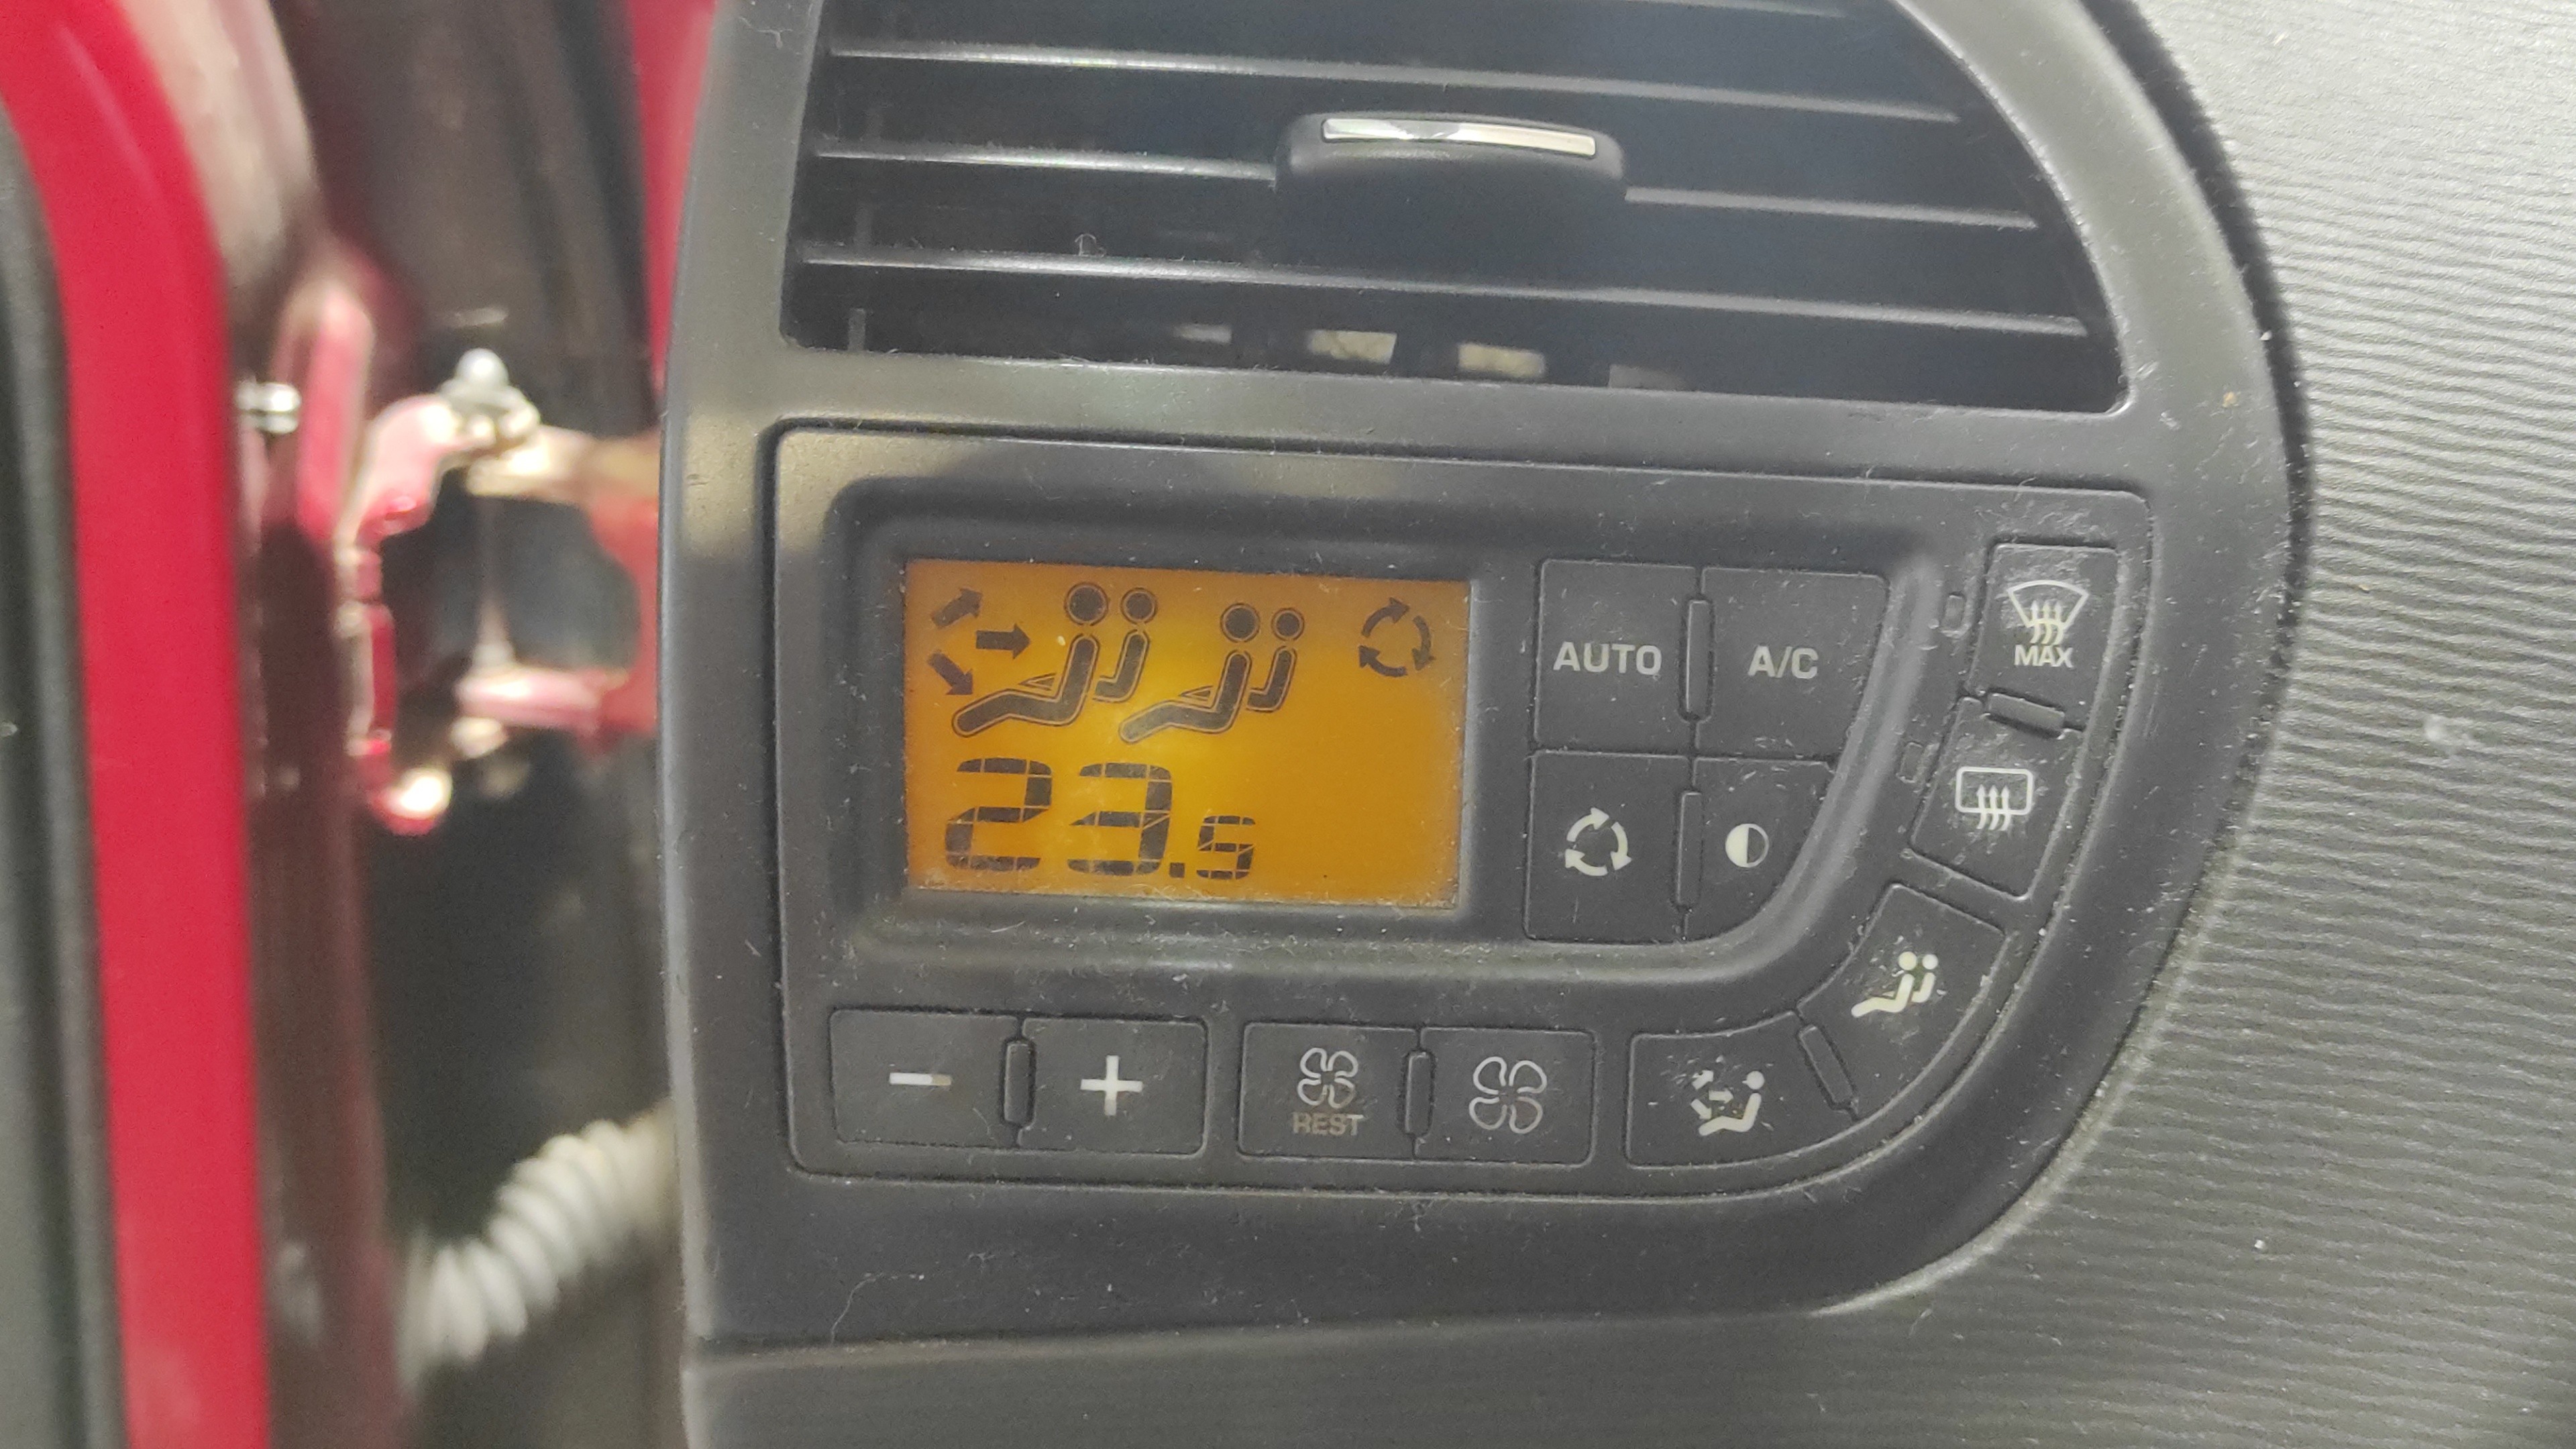 MAX
AUTO A/C
23.5
- +
REST